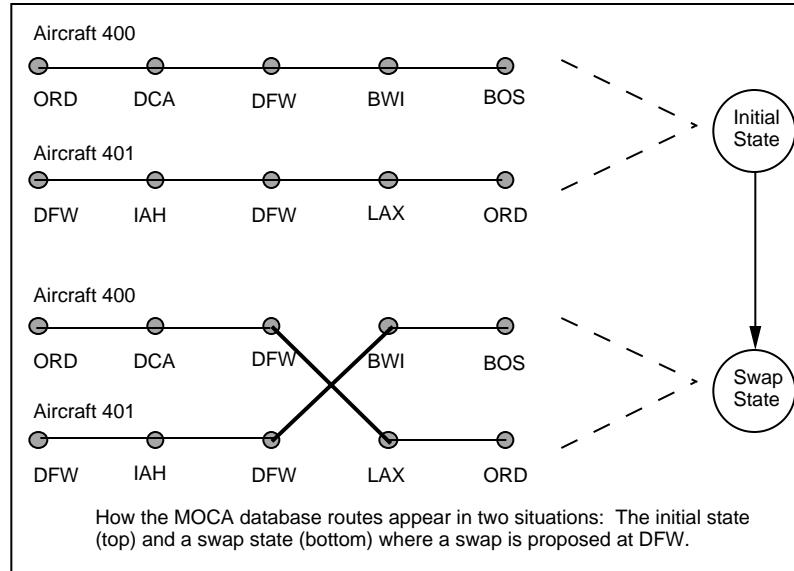 Aircraft 400
ORD DCA DFW BWI BOS
Initial
State
Aircraft 401
DFW IAH DFW LAX ORD
Aircraft 400
ORD DCA DFW BWI BOS
Swap
State
Aircraft 401
DFW IAH DFW LAX ORD
How the MOCA database routes appear in two situations: The initial state
(top) and a swap state (bottom) where a swap is proposed at DFW.